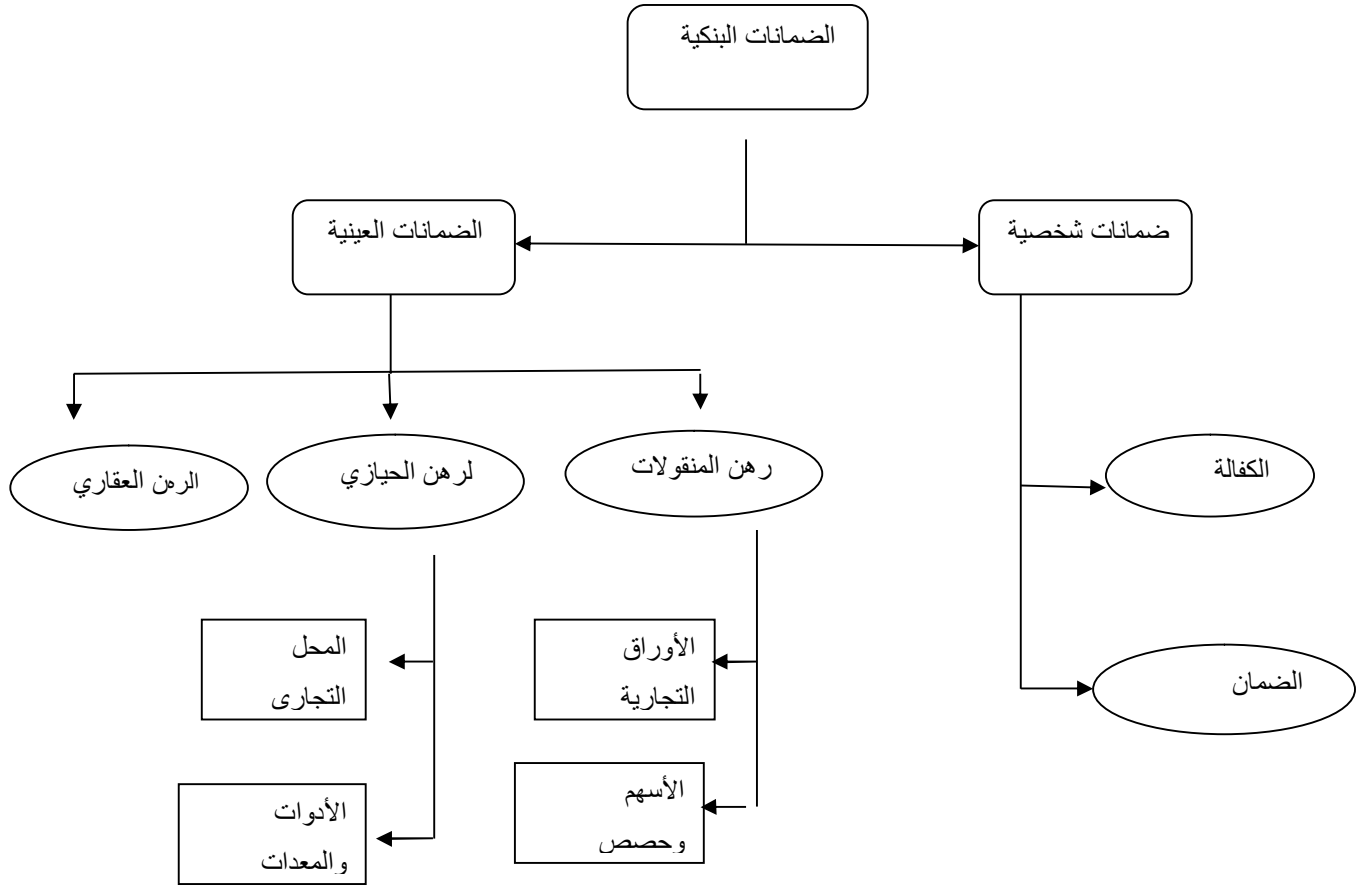 الضمانات البنكية
ضمانات شخصية
الضمانات العينية
رهن المنقولات
لرهن الحيازي
الرهن العقاري
الكفالة
الضمان
الأوراق
التجارية
المحل
التجارى
الأسهم
وحصص
الأدوات
والمعدات